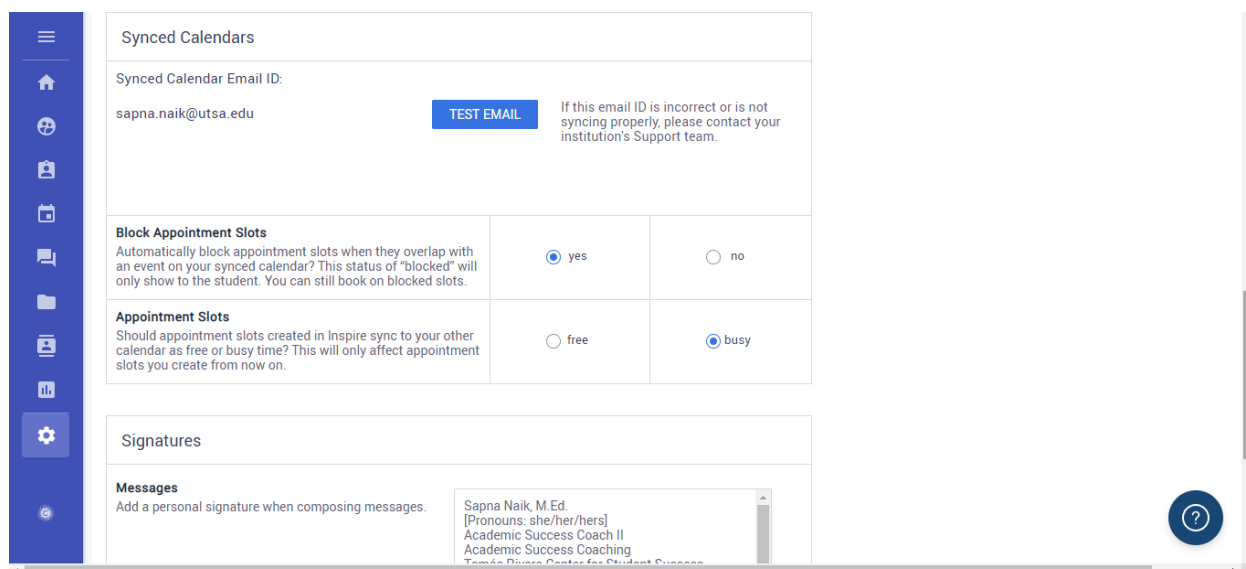 Synced Calendars
Synced Calendar Email ID:
sapna.naik@utsa.edu
TEST EMAIL
If this email ID is incorrect or is not
syncing properly, please contact your
institution's Support team.
Block Appointment Slots
Automatically block appointment slots when they overlap with
an event on your synced calendar? This status of “blocked” will
only show to the student. You can still book on blocked slots.
yes
no
Appointment Slots
Should appointment slots created in Inspire sync to your other
calendar as free or busy time? This will only affect appointment
slots you create from now on.
free
busy
Signatures
Messages
Add a personal signature when composing messages.
Sapna Naik, M.Ed.
[Pronouns: she/her/hers]
Academic Success Coach II
Academic Success Coaching
Tomás Rivera Center for Student Success